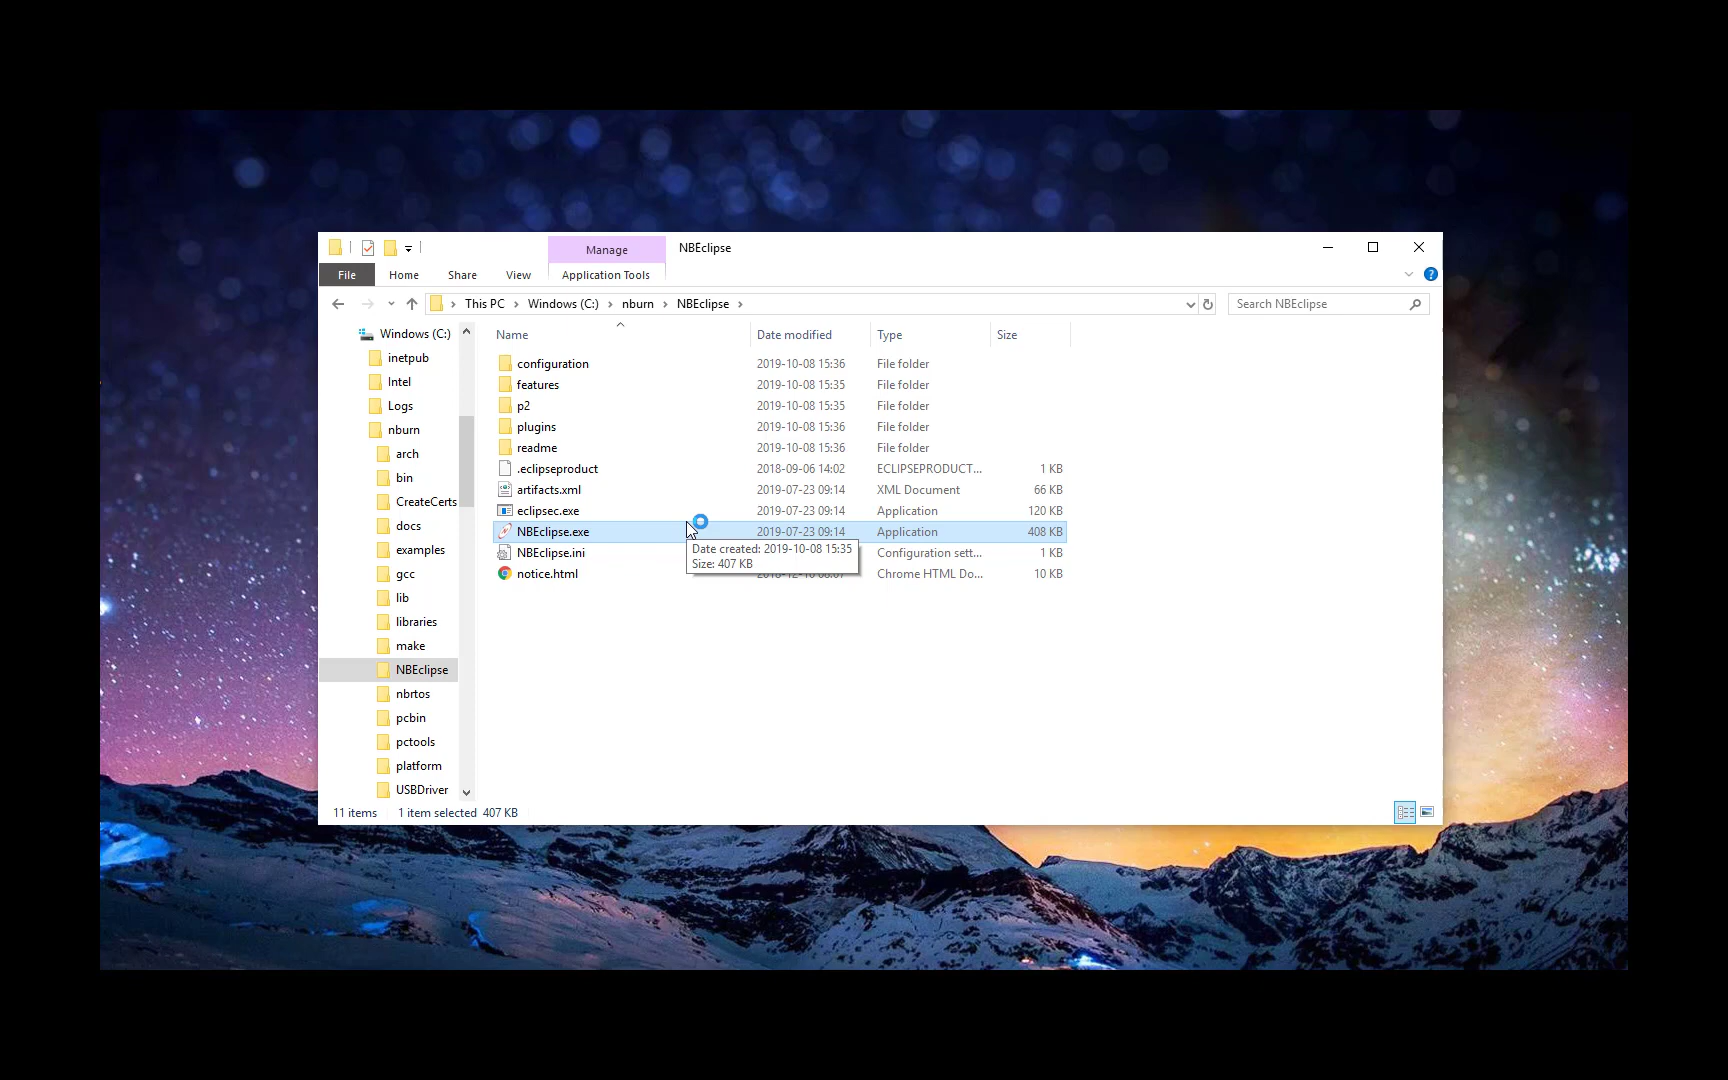 Manage
NBEclipse
File
Home
Share
View
Application Tools
This PC
Windows (C:)
nburn
NBEclipse
Search NBEclipse
Windows (C:)
inetpub
Intel
Logs
nburn
arch
bin
CreateCerts
docs
examples
gcc
lib
libraries
make
NBEclipse
nbrtos
pcbin
pctools
platform
USBDriver
Name Date modified Type Size
configuration 2019-10-08 15:36 File folder
features 2019-10-08 15:35 File folder
p2 2019-10-08 15:35 File folder
plugins 2019-10-08 15:36 File folder
readme 2019-10-08 15:36 File folder
.eclipseproduct 2018-09-06 14:02 ECLIPSEPRODUCT... 1 KB
artifacts.xml 2019-07-23 09:14 XML Document 66 KB
eclipsec.exe 2019-07-23 09:14 Application 120 KB
NBEclipse.exe 2019-07-23 09:14 Application 408 KB
NBEclipse.ini Configuration sett... 1 KB
notice.html Chrome HTML Do... 10 KB
Date created: 2019-10-08 15:35
Size: 407 KB
11 items 1 item selected 407 KB